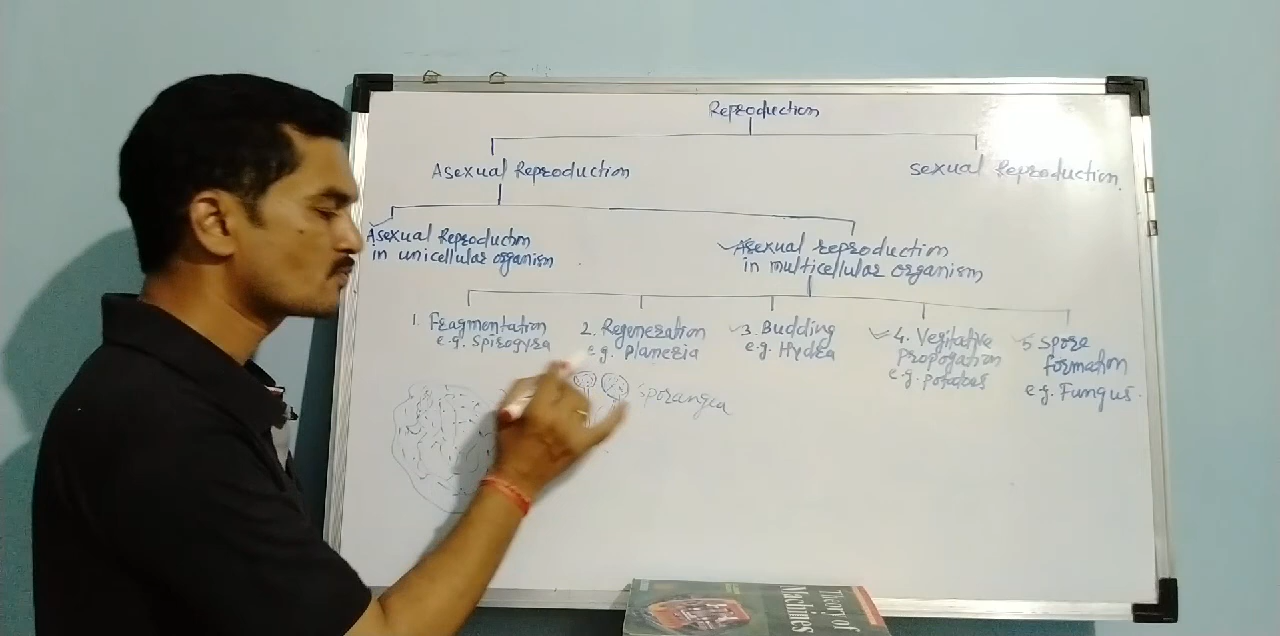 Reproduction
Asexual Reproduction
Sexual Reproduction.
Asexual Reproduction
in unicellular organism
Asexual reproduction
in multicellular organism
1. Fragmentation
e.g. Spirogyra
2. Regeneration
e.g. Planeria
3. Budding
e.g. Hydra
4. Vegitative
Propogation
e.g. potatoes
5 Spore
formation
e.g. Fungus.
Sporangea
Theory of
Machines